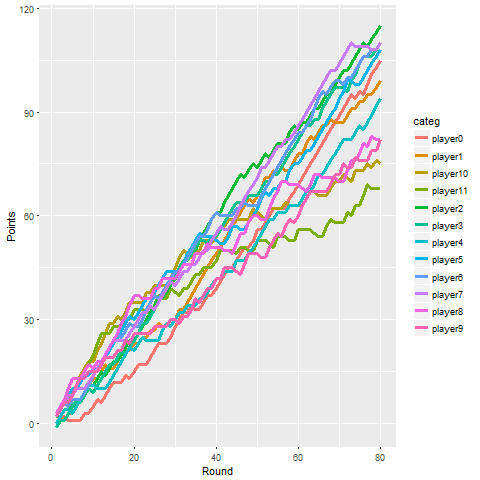 120
90
60
30
0
Points
0 20 40 60 80
Round
categ
player0
player1
player10
player11
player2
player3
player4
player5
player6
player7
player8
player9